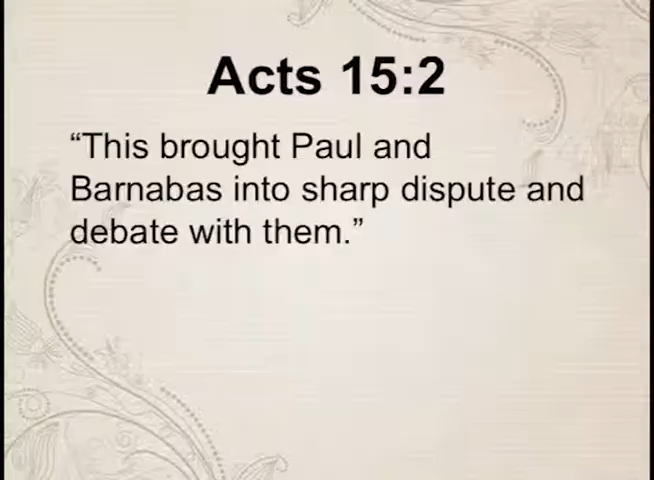 Acts 15:2
“This brought Paul and
Barnabas into sharp dispute and
debate with them.”